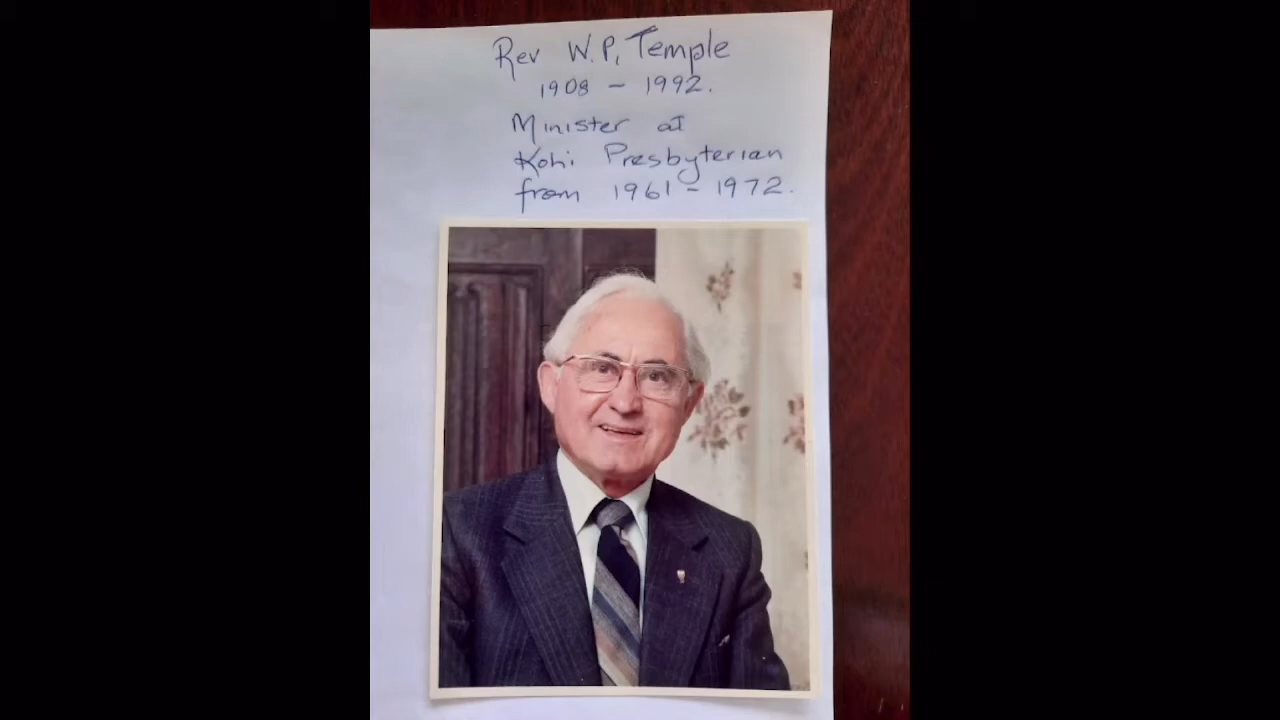 Rev W.P. Temple
1908 - 1992.
Minister at
Kohi Presbyterian
from 1961 - 1972.